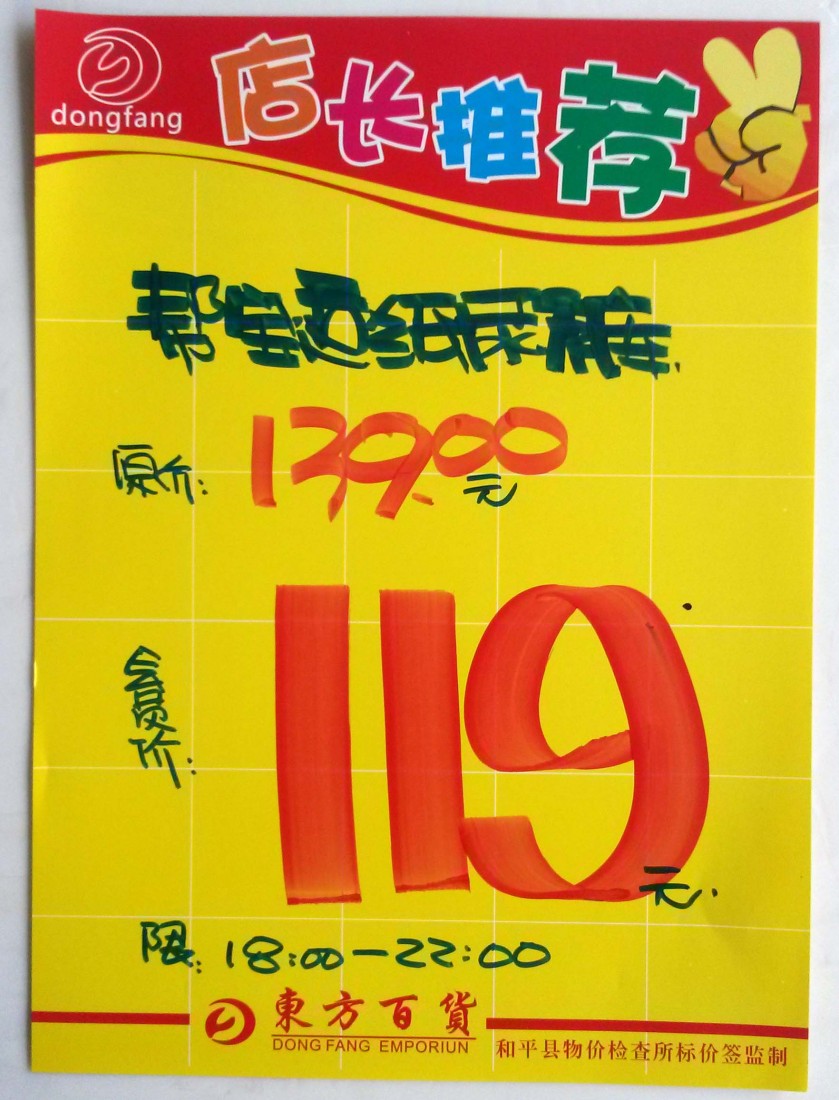 dongfang
店长推荐
帮宝适纸尿裤.
原价: 139.00元
会员价: 119元.
限: 18:00-22:00
東方百貨
DONG FANG EMPORIUN
和平县物价检查所标价签监制